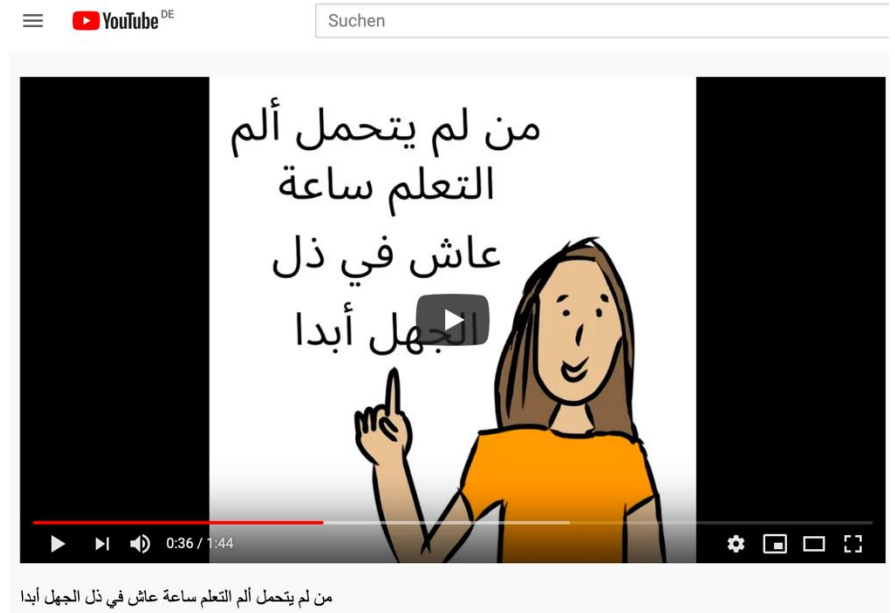 YouTube DE
Suchen
من لم يتحمل ألم
التعلم ساعة
عاش في ذل
الجهل أبدا
0:36 / 1:44
من لم يتحمل ألم التعلم ساعة عاش في ذل الجهل أبدا